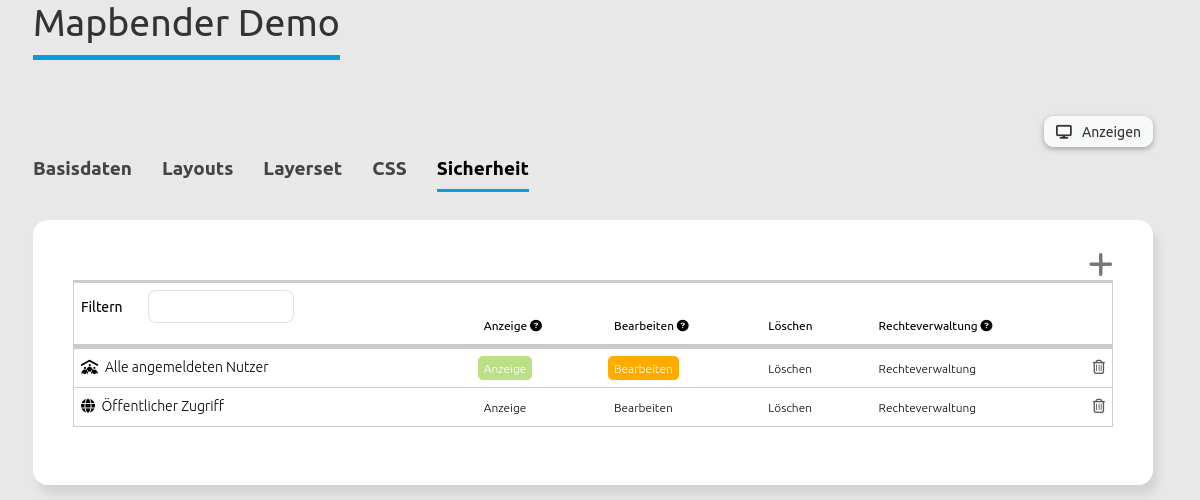 Mapbender Demo
Anzeigen
Basisdaten Layouts Layerset CSS Sicherheit
Filtern
Anzeige ? Bearbeiten ? Löschen Rechteverwaltung ?
Alle angemeldeten Nutzer Anzeige Bearbeiten Löschen Rechteverwaltung
Öffentlicher Zugriff Anzeige Bearbeiten Löschen Rechteverwaltung